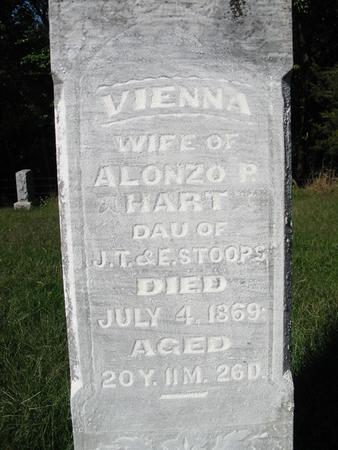 VIENNA
WIFE OF
ALONZO P.
HART
DAU OF
J.T. & E. STOOPS
DIED
JULY 4, 1869
AGED
20 Y. 11 M. 26 D.